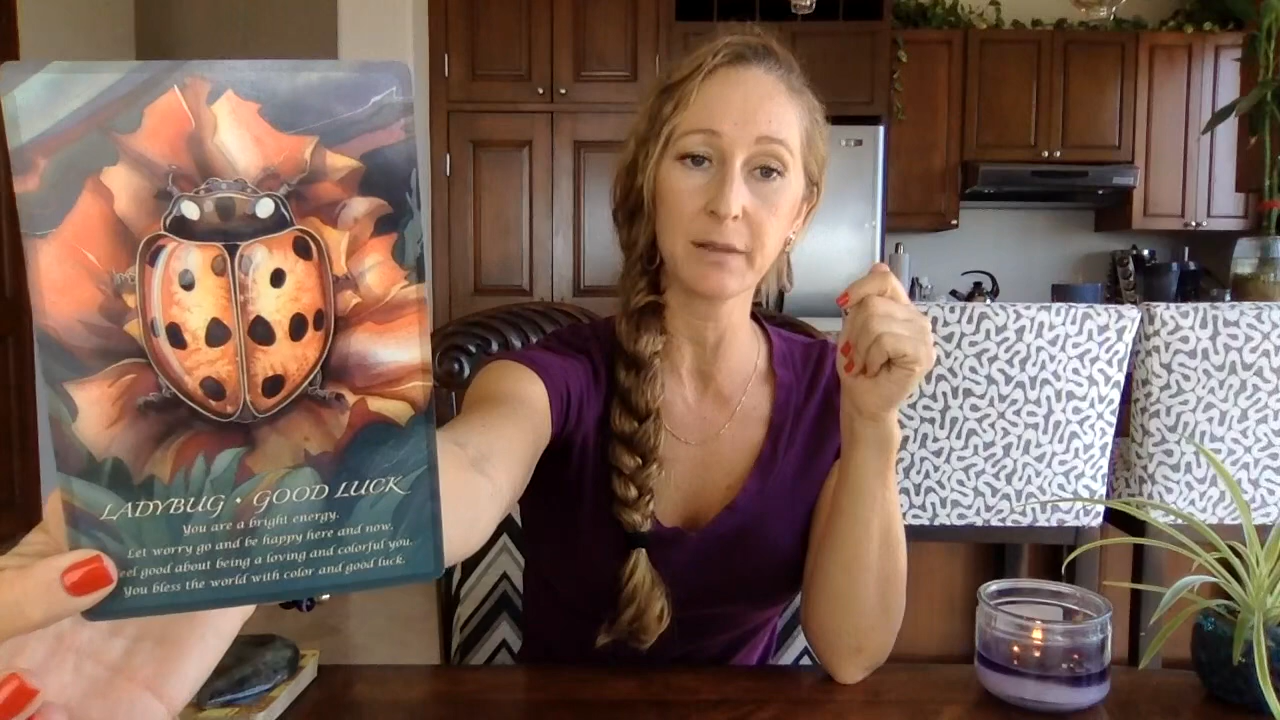 LADYBUG • GOOD LUCK
You are a bright energy.
Let worry go and be happy here and now.
eel good about being a loving and colorful you.
You bless the world with color and good luck.